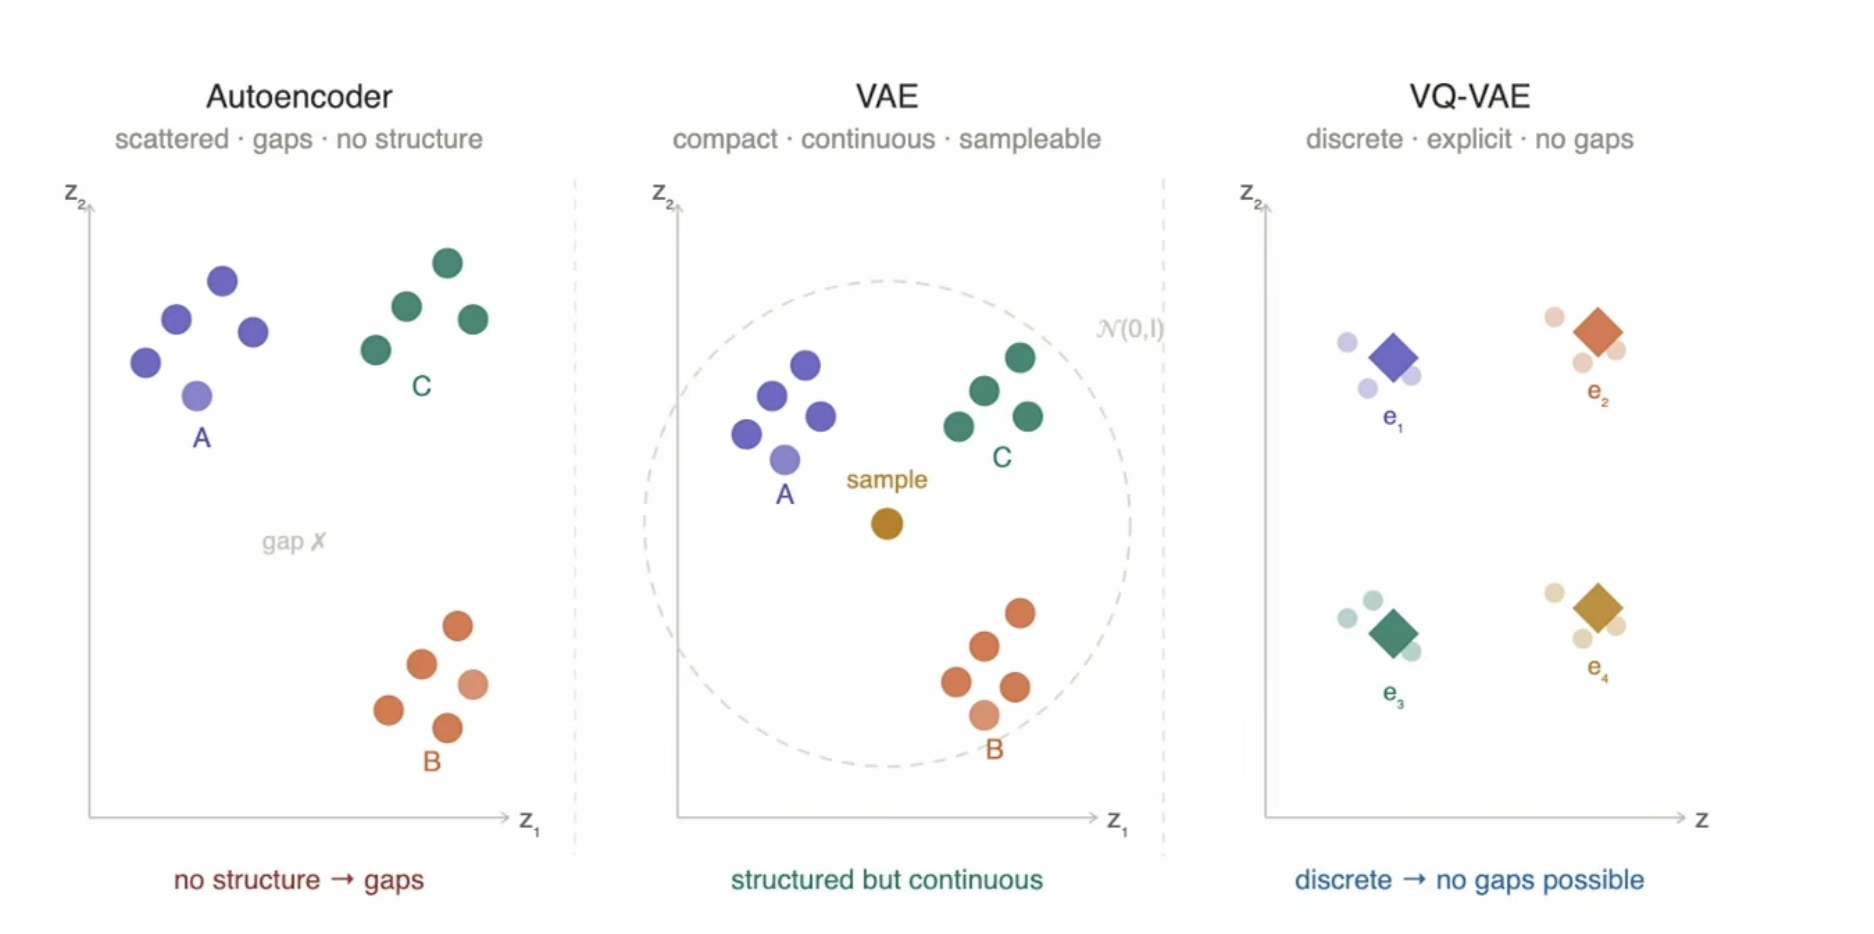 Autoencoder
scattered · gaps · no structure
z₂
A
C
gap ✗
B
z₁
no structure → gaps
VAE
compact · continuous · sampleable
z₂
𝒩(0,I)
A
C
sample
B
z₁
structured but continuous
VQ-VAE
discrete · explicit · no gaps
z₂
e₁
e₂
e₃
e₄
z
discrete → no gaps possible